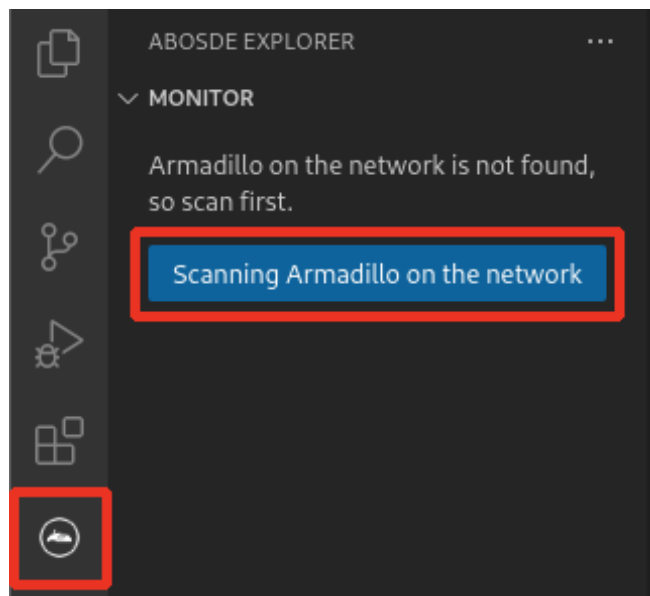 ABOSDE EXPLORER ...
MONITOR
Armadillo on the network is not found,
so scan first.
Scanning Armadillo on the network